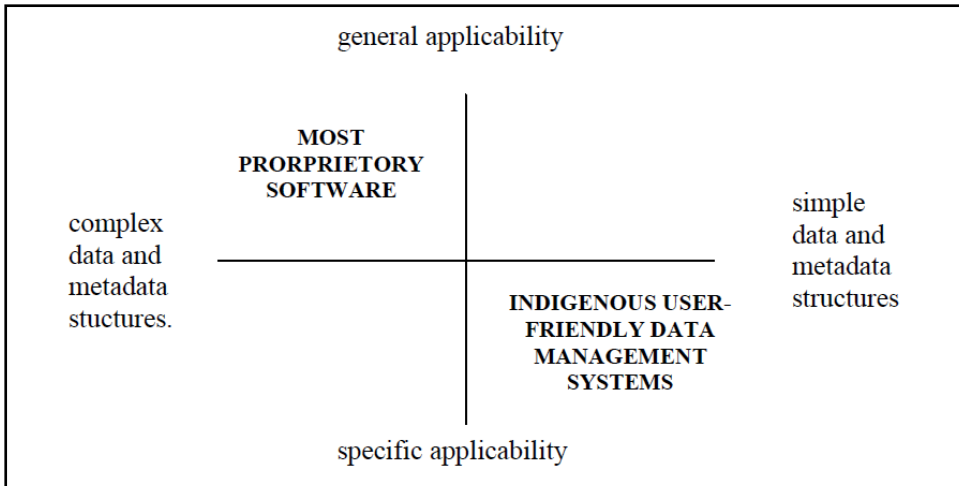 general applicability
MOST
PRORPRIETORY
SOFTWARE
complex
data and
metadata
stuctures.
simple
data and
metadata
structures
INDIGENOUS USER-
FRIENDLY DATA
MANAGEMENT
SYSTEMS
specific applicability